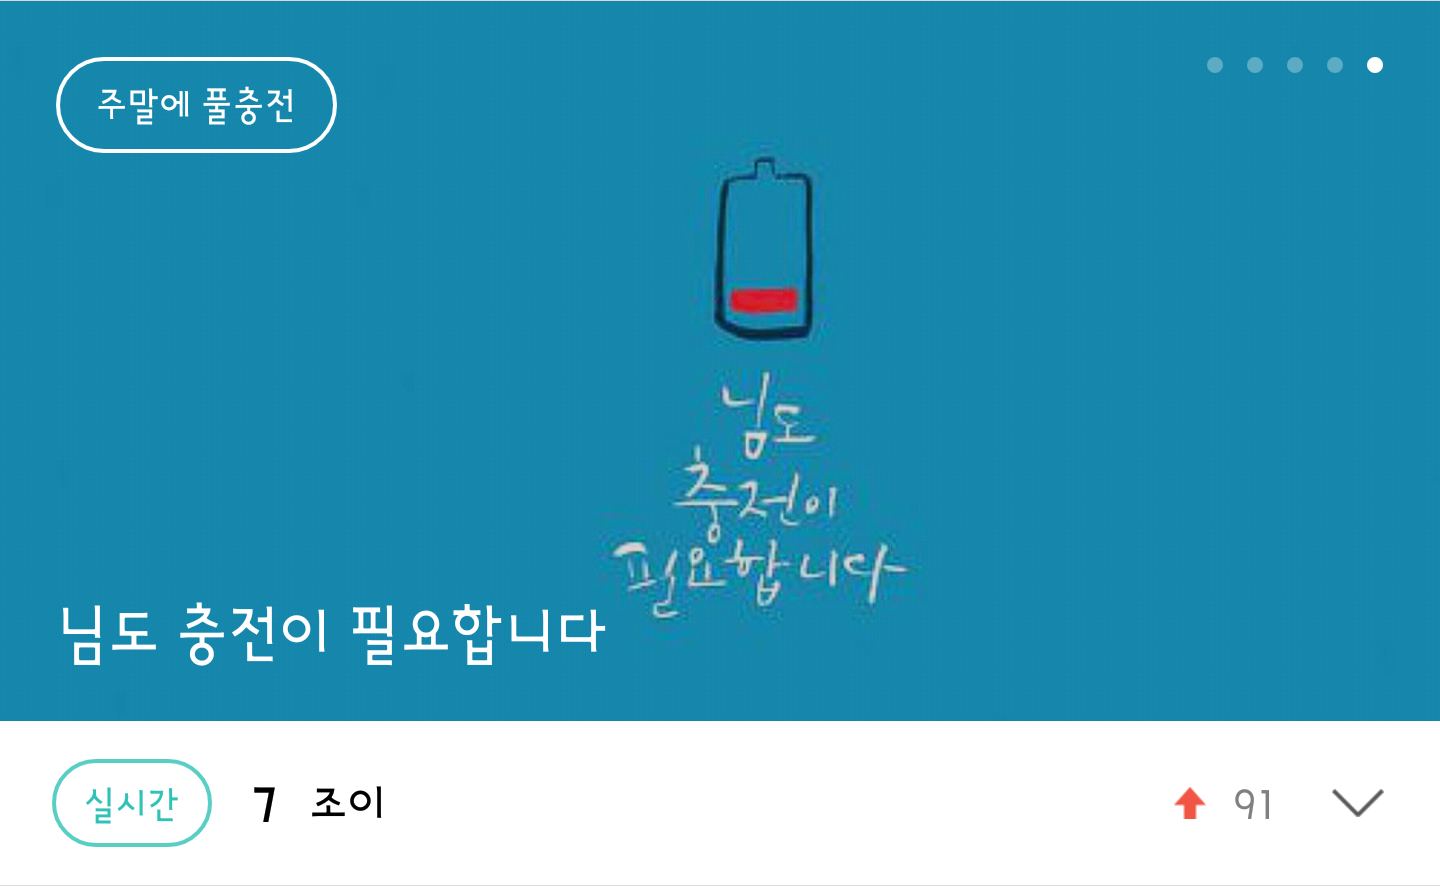 주말에 풀충전
님도
충전이
필요합니다
님도 충전이 필요합니다
실시간 7 조이 91